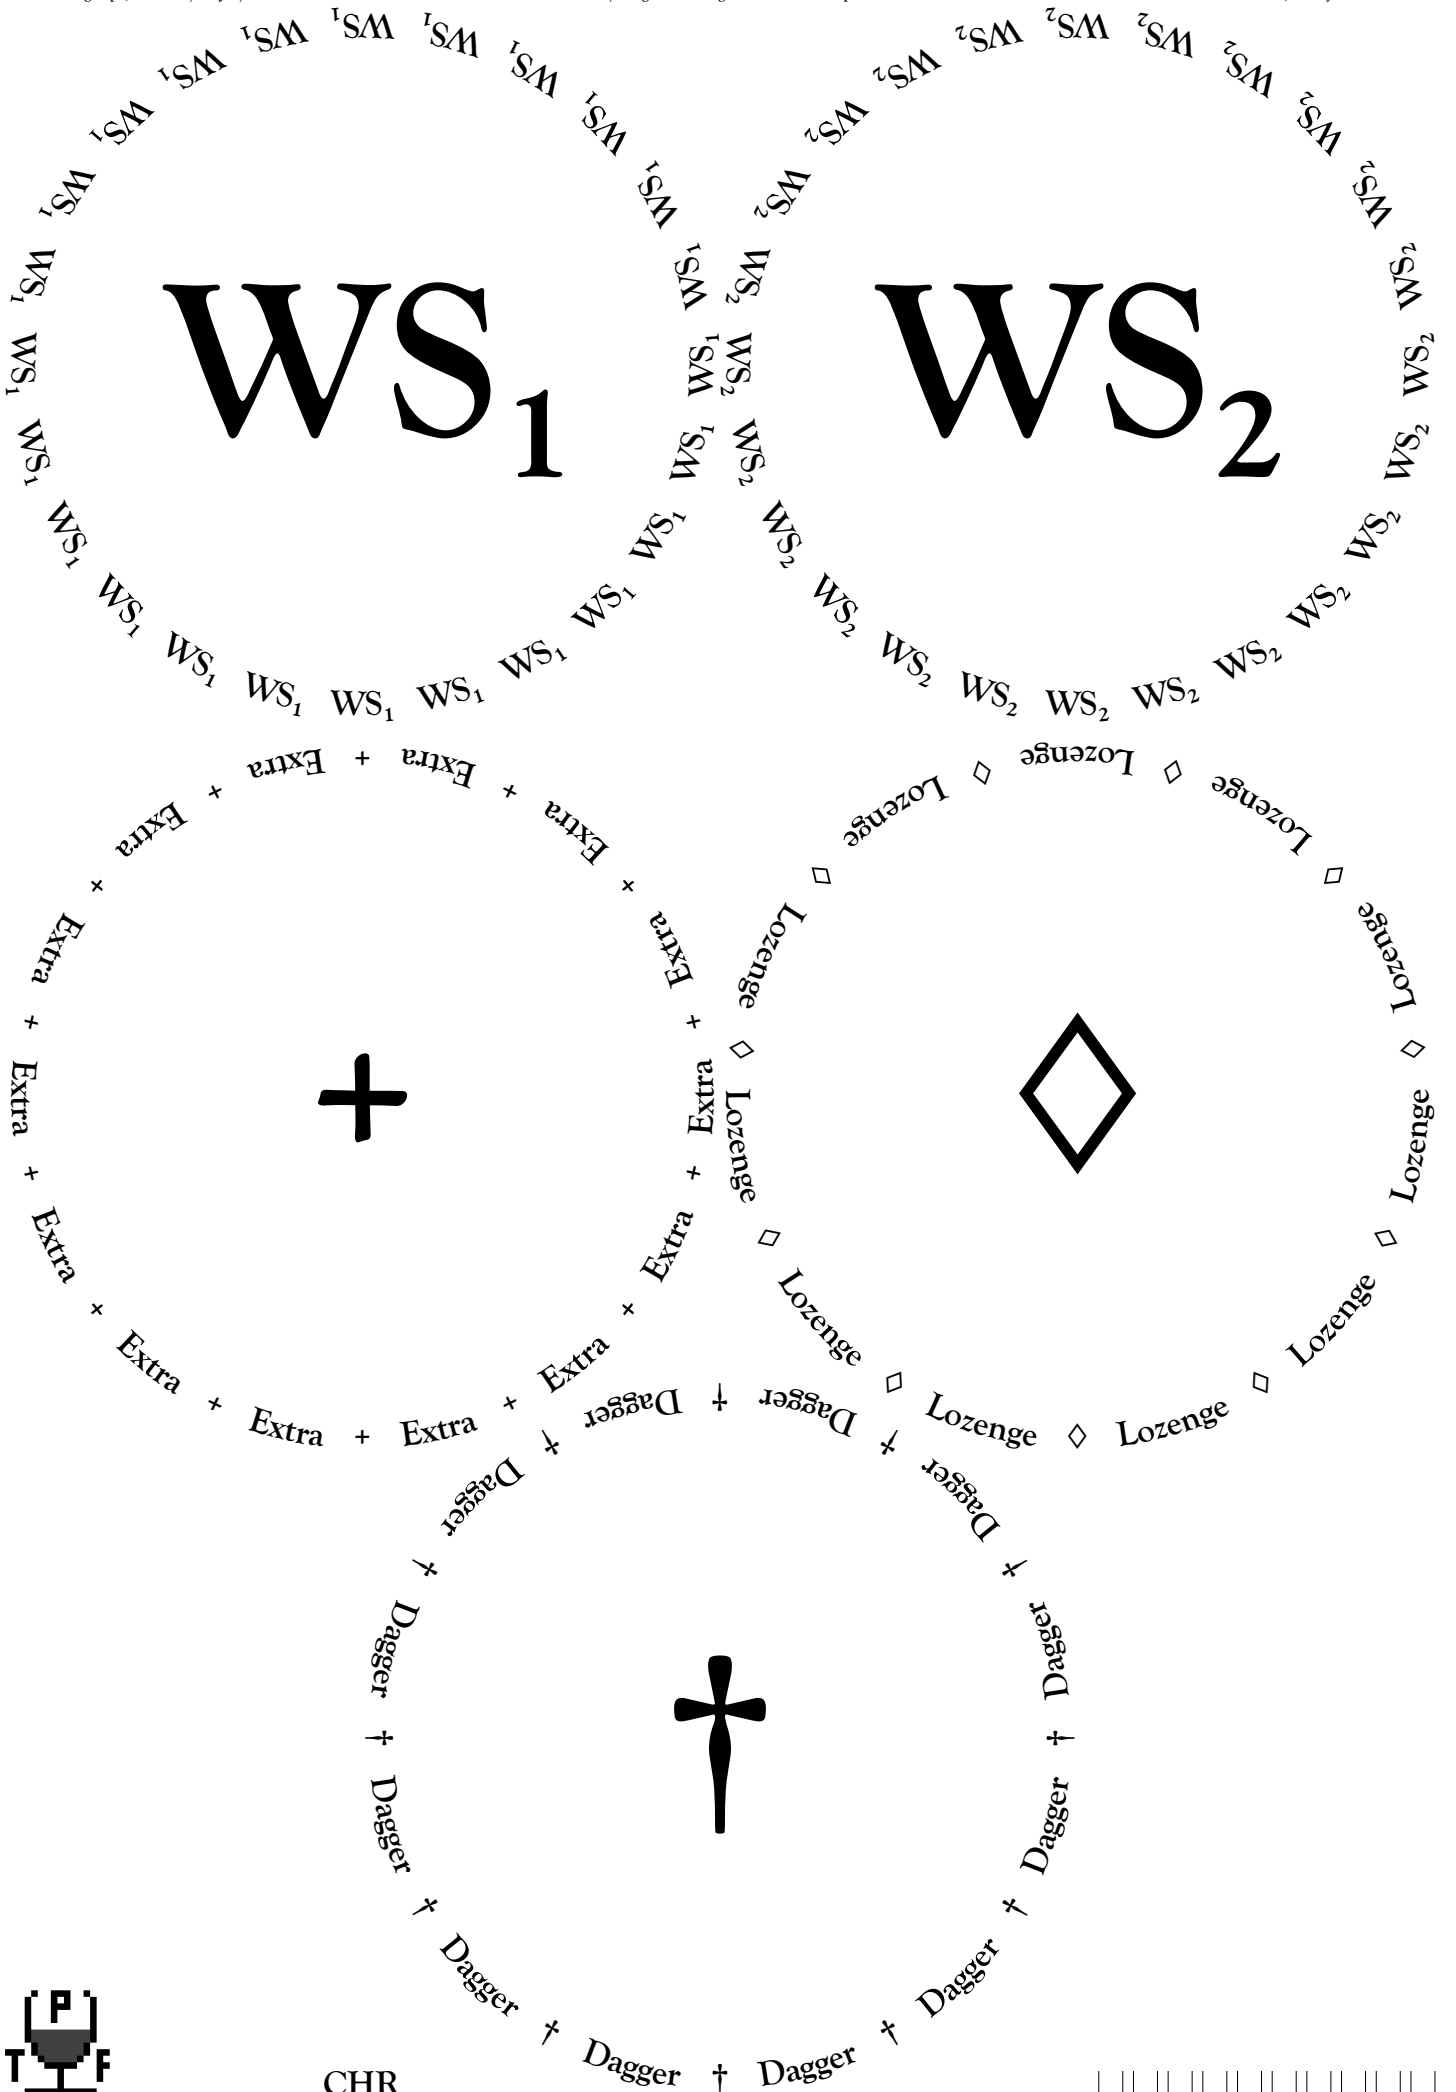 WS₁ WS₁ WS₁ WS₁ WS₁ WS₁ WS₁ WS₁ WS₁ WS₁ WS₁ WS₁ WS₁ WS₁ WS₁ WS₁ WS₁ WS₁ WS₁ WS₁ WS₁ WS₁ WS₁ WS₁
WS₁
WS₂ WS₂ WS₂ WS₂ WS₂ WS₂ WS₂ WS₂ WS₂ WS₂ WS₂ WS₂ WS₂ WS₂ WS₂ WS₂ WS₂ WS₂ WS₂ WS₂ WS₂ WS₂ WS₂ WS₂
WS₂
Extra + Extra + Extra + Extra + Extra + Extra + Extra + Extra + Extra + Extra + Extra + Extra + Extra + Extra +
+
Lozenge ◊ Lozenge ◊ Lozenge ◊ Lozenge ◊ Lozenge ◊ Lozenge ◊ Lozenge ◊ Lozenge ◊ Lozenge ◊ Lozenge ◊ Lozenge ◊
◊
Dagger † Dagger † Dagger † Dagger † Dagger † Dagger † Dagger † Dagger † Dagger † Dagger † Dagger † Dagger †
†
T P F
CHR